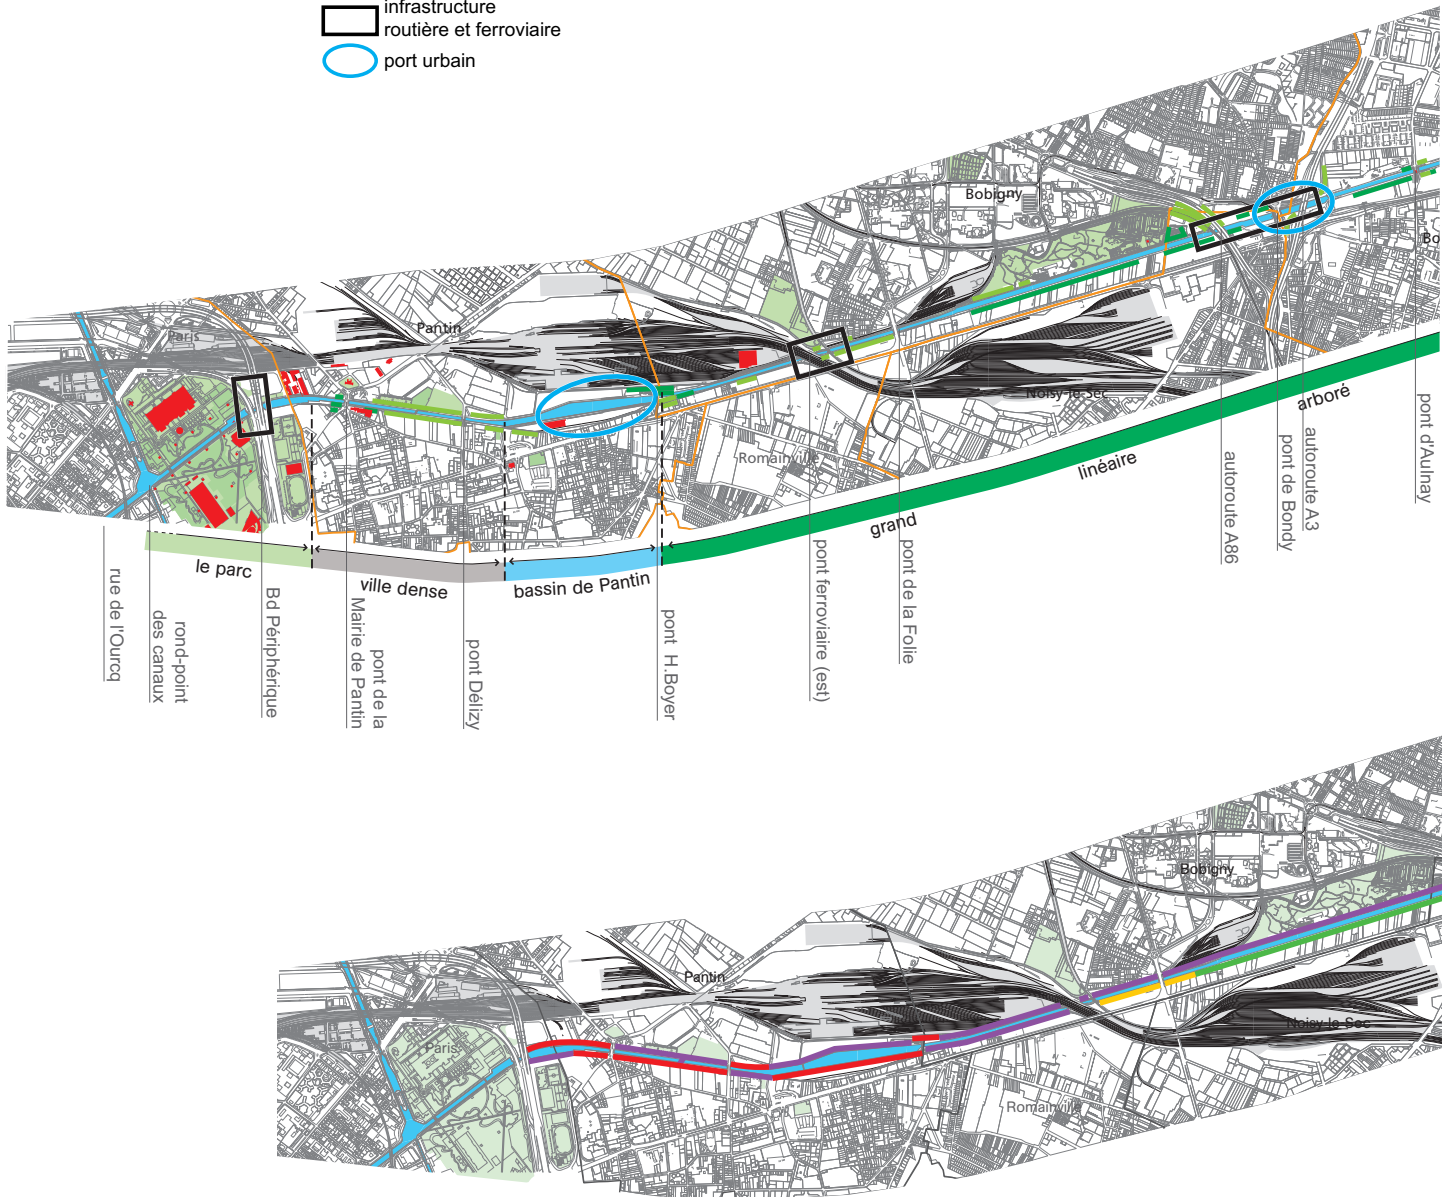 infrastructure
routière et ferroviaire
port urbain
Bobigny
Bo
Paris
Pantin
Noisy-le-Sec
Romainville
arboré
linéaire
grand
le parc
ville dense
bassin de Pantin
rue de l'Ourcq
rond-point
des canaux
Bd Périphérique
pont de la
Mairie de Pantin
pont Délizy
pont H.Boyer
pont ferroviaire (est)
pont de la Folie
autoroute A86
pont de Bondy
autoroute A3
pont d'Aulnay
Bobigny
Pantin
Noisy-le-Sec
Paris
Romainville